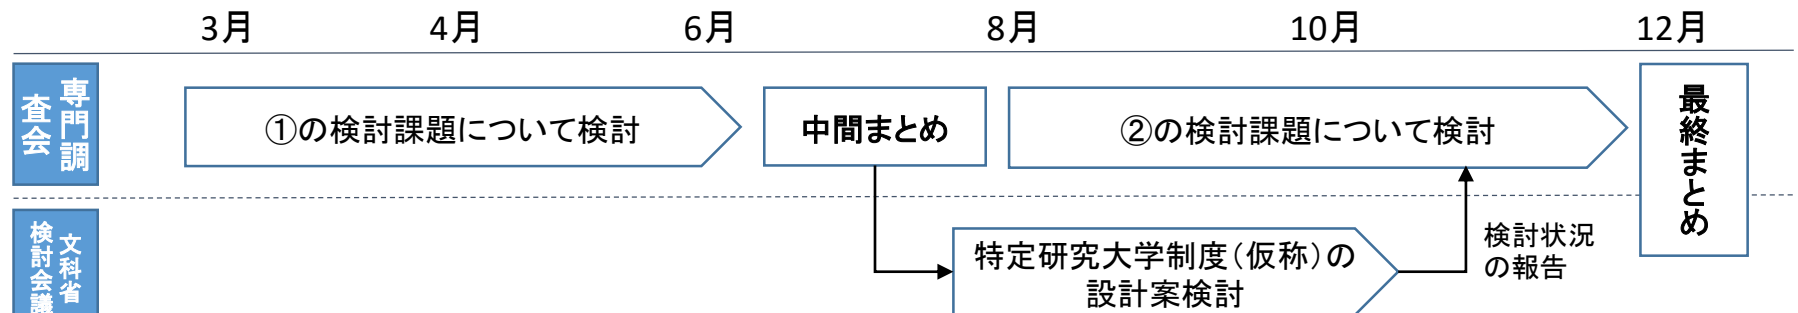 3月 4月 6月 8月 10月 12月
専門調
査会
①の検討課題について検討
中間まとめ
②の検討課題について検討
最終まとめ
文科省
検討会議
特定研究大学制度（仮称）の
設計案検討
検討状況
の報告